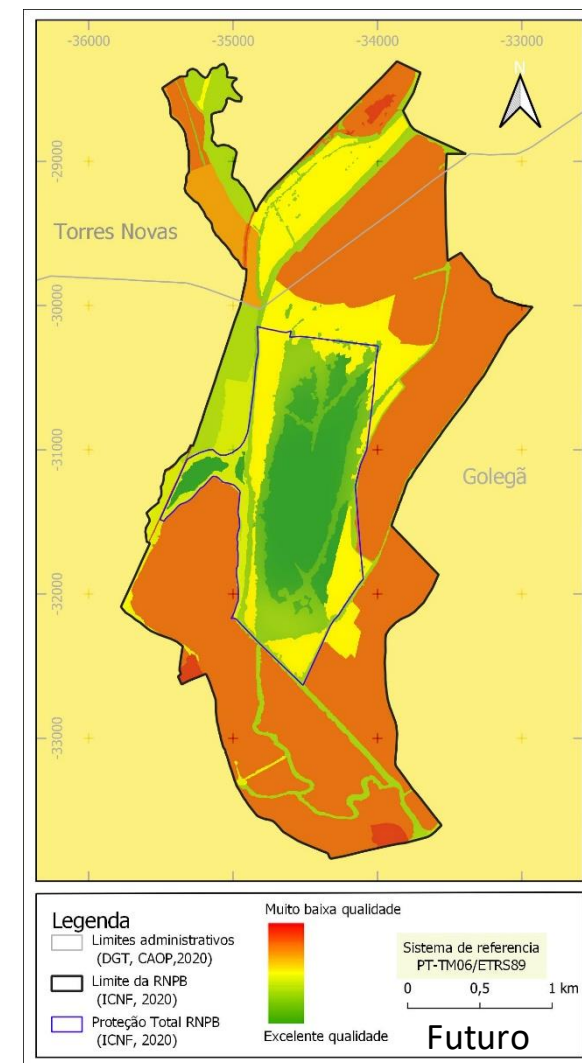 -36000 -35000 -34000 -33000
N
-29000
Torres Novas
-30000
-31000
Golegã
-32000
-33000
Legenda
Limites administrativos
(DGT, CAOP,2020)
Limite da RNPB
(ICNF, 2020)
Proteção Total RNPB
(ICNF, 2020)
Muito baixa qualidade
Excelente qualidade
Sistema de referencia
PT-TM06/ETRS89
0 0,5 1 km
Futuro